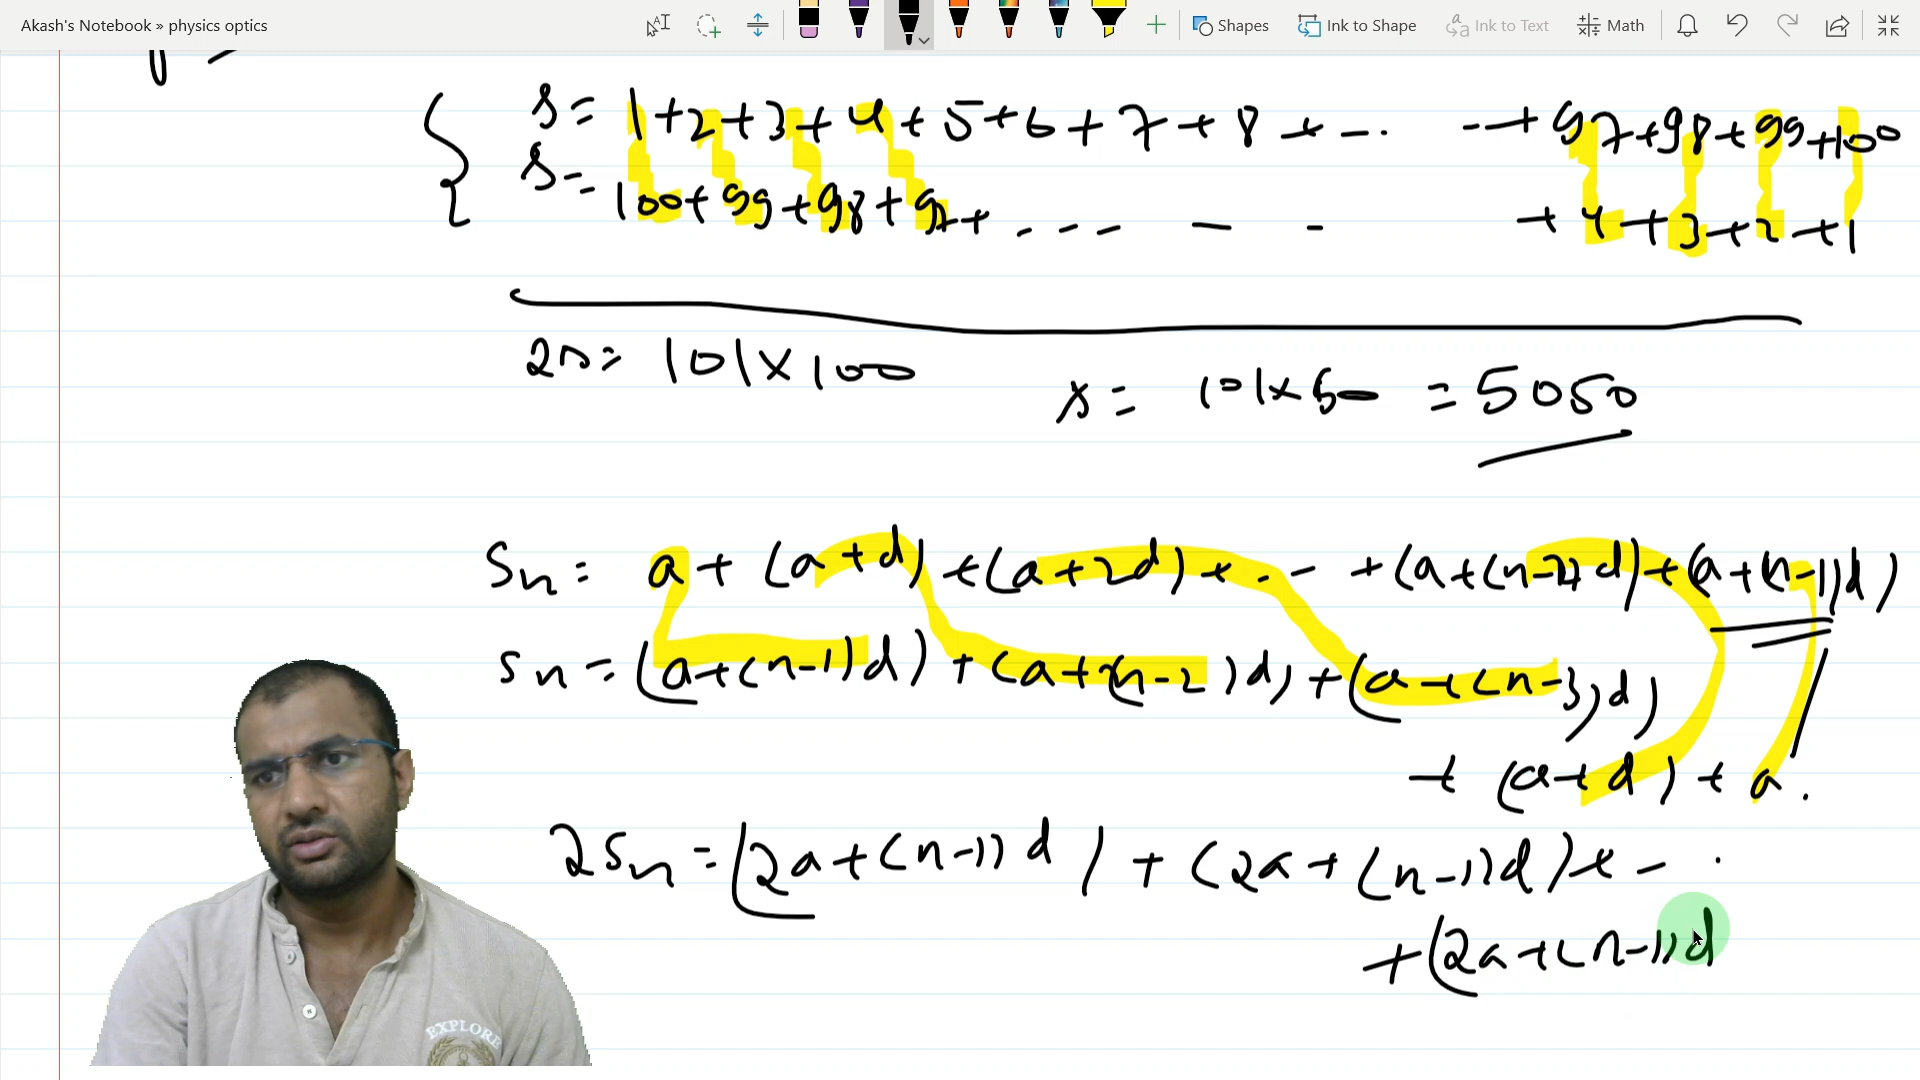 Akash's Notebook » physics optics
Shapes
Ink to Shape
Ink to Text
Math
S= 1+2+3+4+5+6+7+8+-.. --+97+98+99+100
S= 100+99+98+97+ . - - - - - +4+3+2+1
2s= 101×100
s= 101×50 = 5050
Sn= a + (a+d) +(a+2d)+..- +(a+(n-2)d)+(a+(n-1)d)
Sn=(a+(n-1)d)+(a+(n-2)d)+(a+(n-3)d)
+ (a+d) + a.
2Sn=(2a+(n-1)d)+(2a+(n-1)d)+-.
+(2a+(n-1)d
EXPLORE